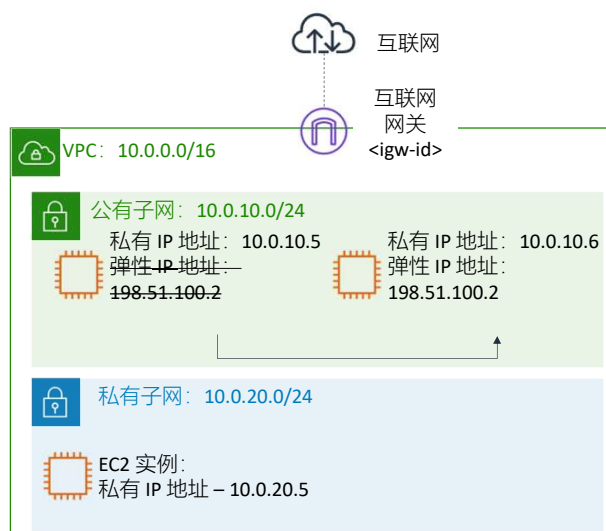 互联网
互联网
网关
<igw-id>
VPC：10.0.0.0/16
公有子网：10.0.10.0/24
私有 IP 地址：10.0.10.5
弹性 IP 地址：
198.51.100.2
私有 IP 地址：10.0.10.6
弹性 IP 地址：
198.51.100.2
私有子网：10.0.20.0/24
EC2 实例：
私有 IP 地址 – 10.0.20.5